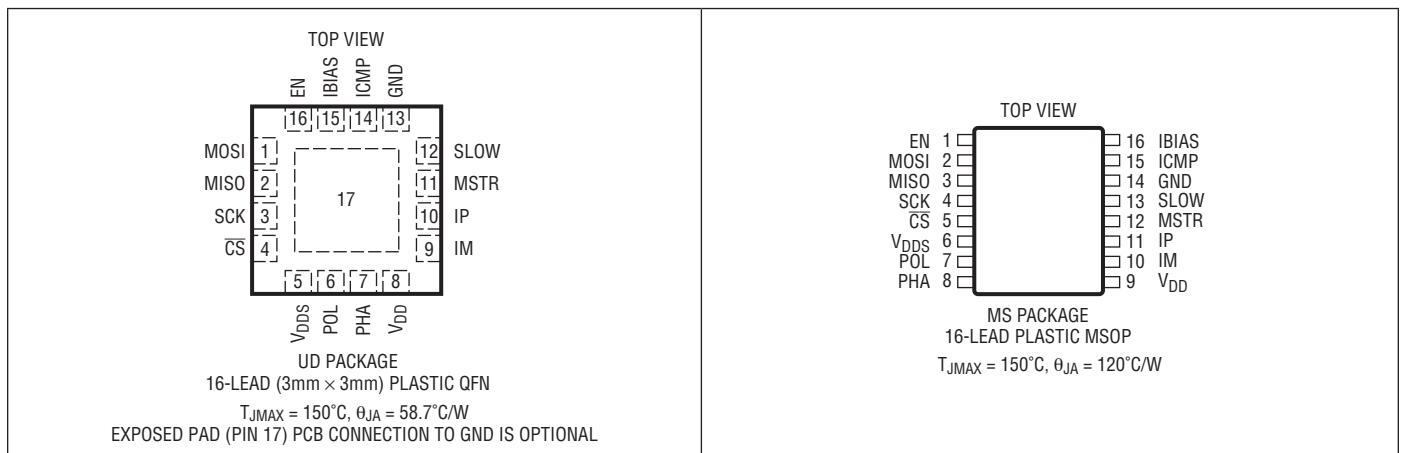 TOP VIEW
EN IBIAS ICMP GND
16 15 14 13
MOSI 1 12 SLOW
MISO 2 11 MSTR
17
SCK 3 10 IP
C̅S̅ 4 9 IM
5 6 7 8
VDDS POL PHA VDD
UD PACKAGE
16-LEAD (3mm × 3mm) PLASTIC QFN
TJMAX = 150°C, θJA = 58.7°C/W
EXPOSED PAD (PIN 17) PCB CONNECTION TO GND IS OPTIONAL
TOP VIEW
EN 1 16 IBIAS
MOSI 2 15 ICMP
MISO 3 14 GND
SCK 4 13 SLOW
C̅S̅ 5 12 MSTR
VDDS 6 11 IP
POL 7 10 IM
PHA 8 9 VDD
MS PACKAGE
16-LEAD PLASTIC MSOP
TJMAX = 150°C, θJA = 120°C/W